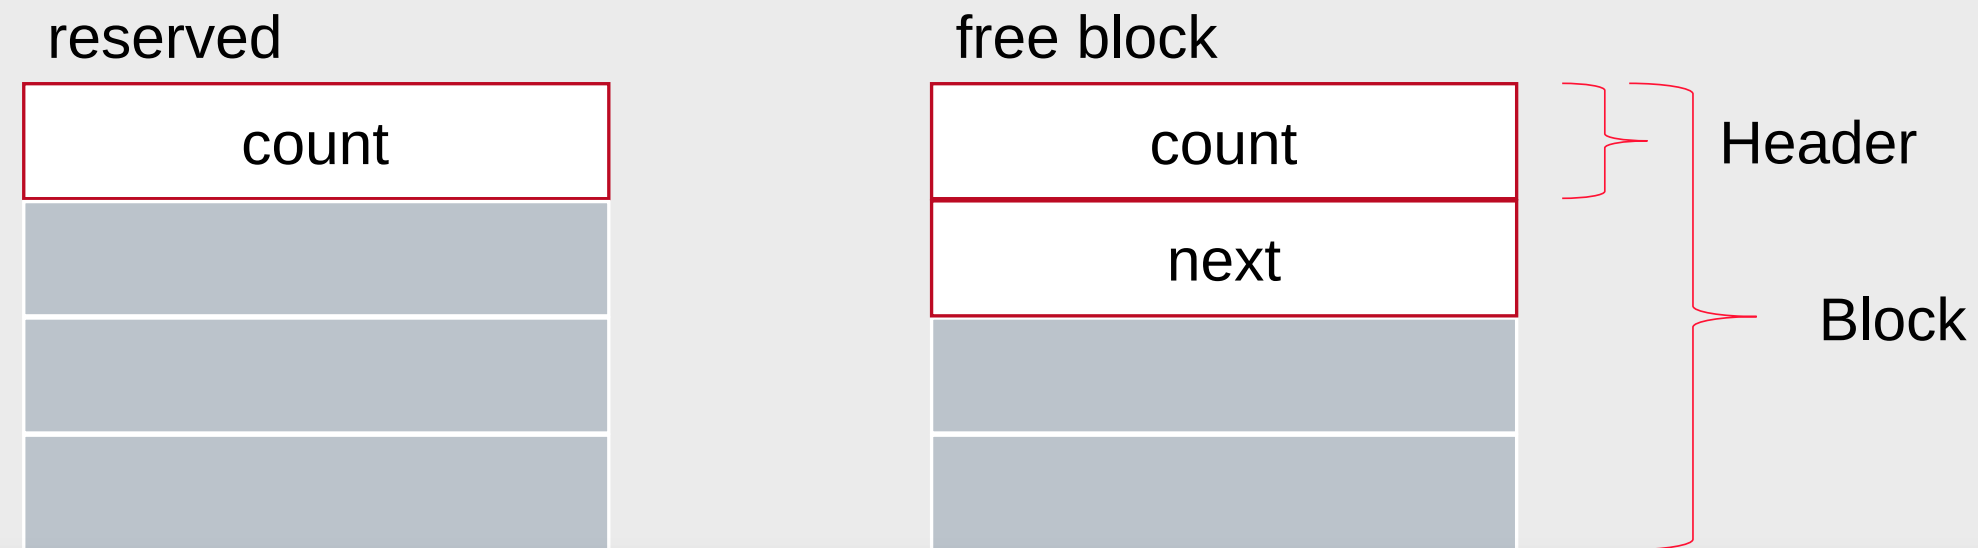 reserved
free block
count
count
Header
next
Block